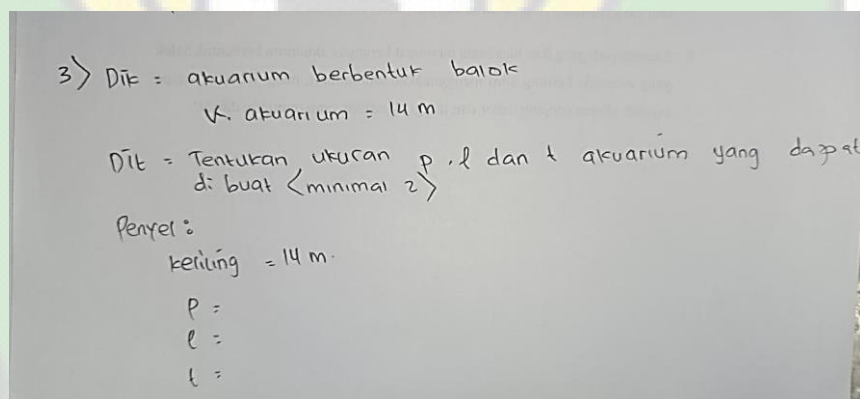 3) Dik = akuarium berbentuk balok
K. akuarium = 14 m
Dit = Tentukan ukuran p, l dan t akuarium yang dapat
di buat <minimal 2>
Penyel :
keliling = 14 m.
P =
l =
t =